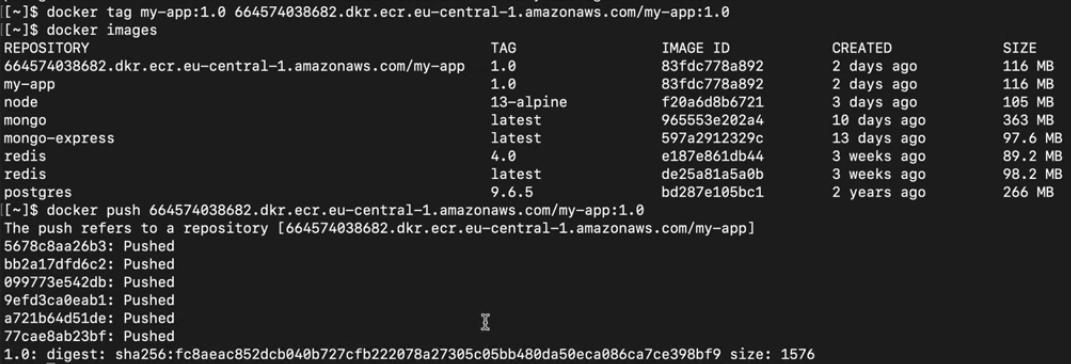 [~]$ docker tag my-app:1.0 664574038682.dkr.ecr.eu-central-1.amazonaws.com/my-app:1.0
[~]$ docker images
REPOSITORY TAG IMAGE ID CREATED SIZE
664574038682.dkr.ecr.eu-central-1.amazonaws.com/my-app 1.0 83fdc778a892 2 days ago 116 MB
my-app 1.0 83fdc778a892 2 days ago 116 MB
node 13-alpine f20a6d8b6721 3 days ago 105 MB
mongo latest 965553e202a4 10 days ago 363 MB
mongo-express latest 597a2912329c 13 days ago 97.6 MB
redis 4.0 e187e861db44 3 weeks ago 89.2 MB
redis latest de25a81a5a0b 3 weeks ago 98.2 MB
postgres 9.6.5 bd287e105bc1 2 years ago 266 MB
[~]$ docker push 664574038682.dkr.ecr.eu-central-1.amazonaws.com/my-app:1.0
The push refers to a repository [664574038682.dkr.ecr.eu-central-1.amazonaws.com/my-app]
5678c8aa26b3: Pushed
bb2a17dfd6c2: Pushed
099773e542db: Pushed
9efd3ca0eab1: Pushed
a721b64d51de: Pushed
77cae8ab23bf: Pushed
1.0: digest: sha256:fc8aeac852dcb040b727cfb222078a27305c05bb480da50eca086ca7ce398bf9 size: 1576